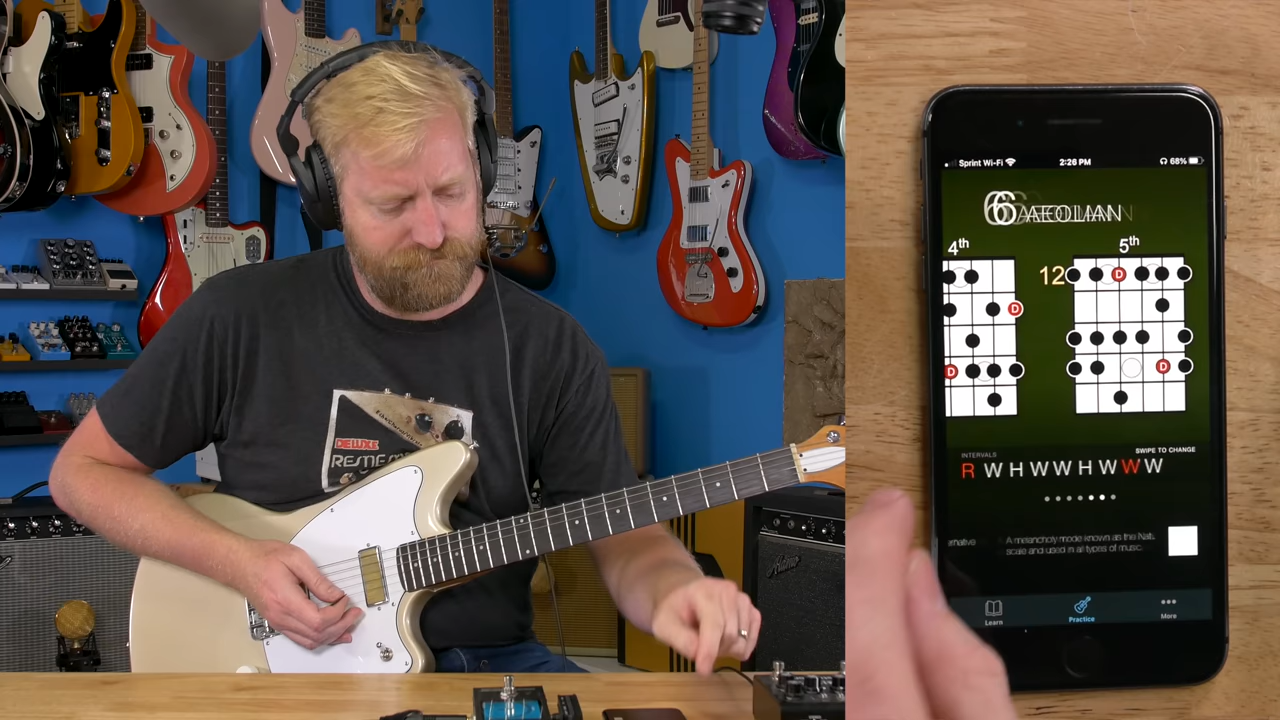 DELUXE
Sprint Wi-Fi
2:26 PM
68%
6 AEOLIAN
4th
5th
12
D
D
D
D
INTERVALS
SWIPE TO CHANGE
R W H W W H W W W
A melancholy mode known as the Natu
scale and used in all types of music.
Learn
Practice
More